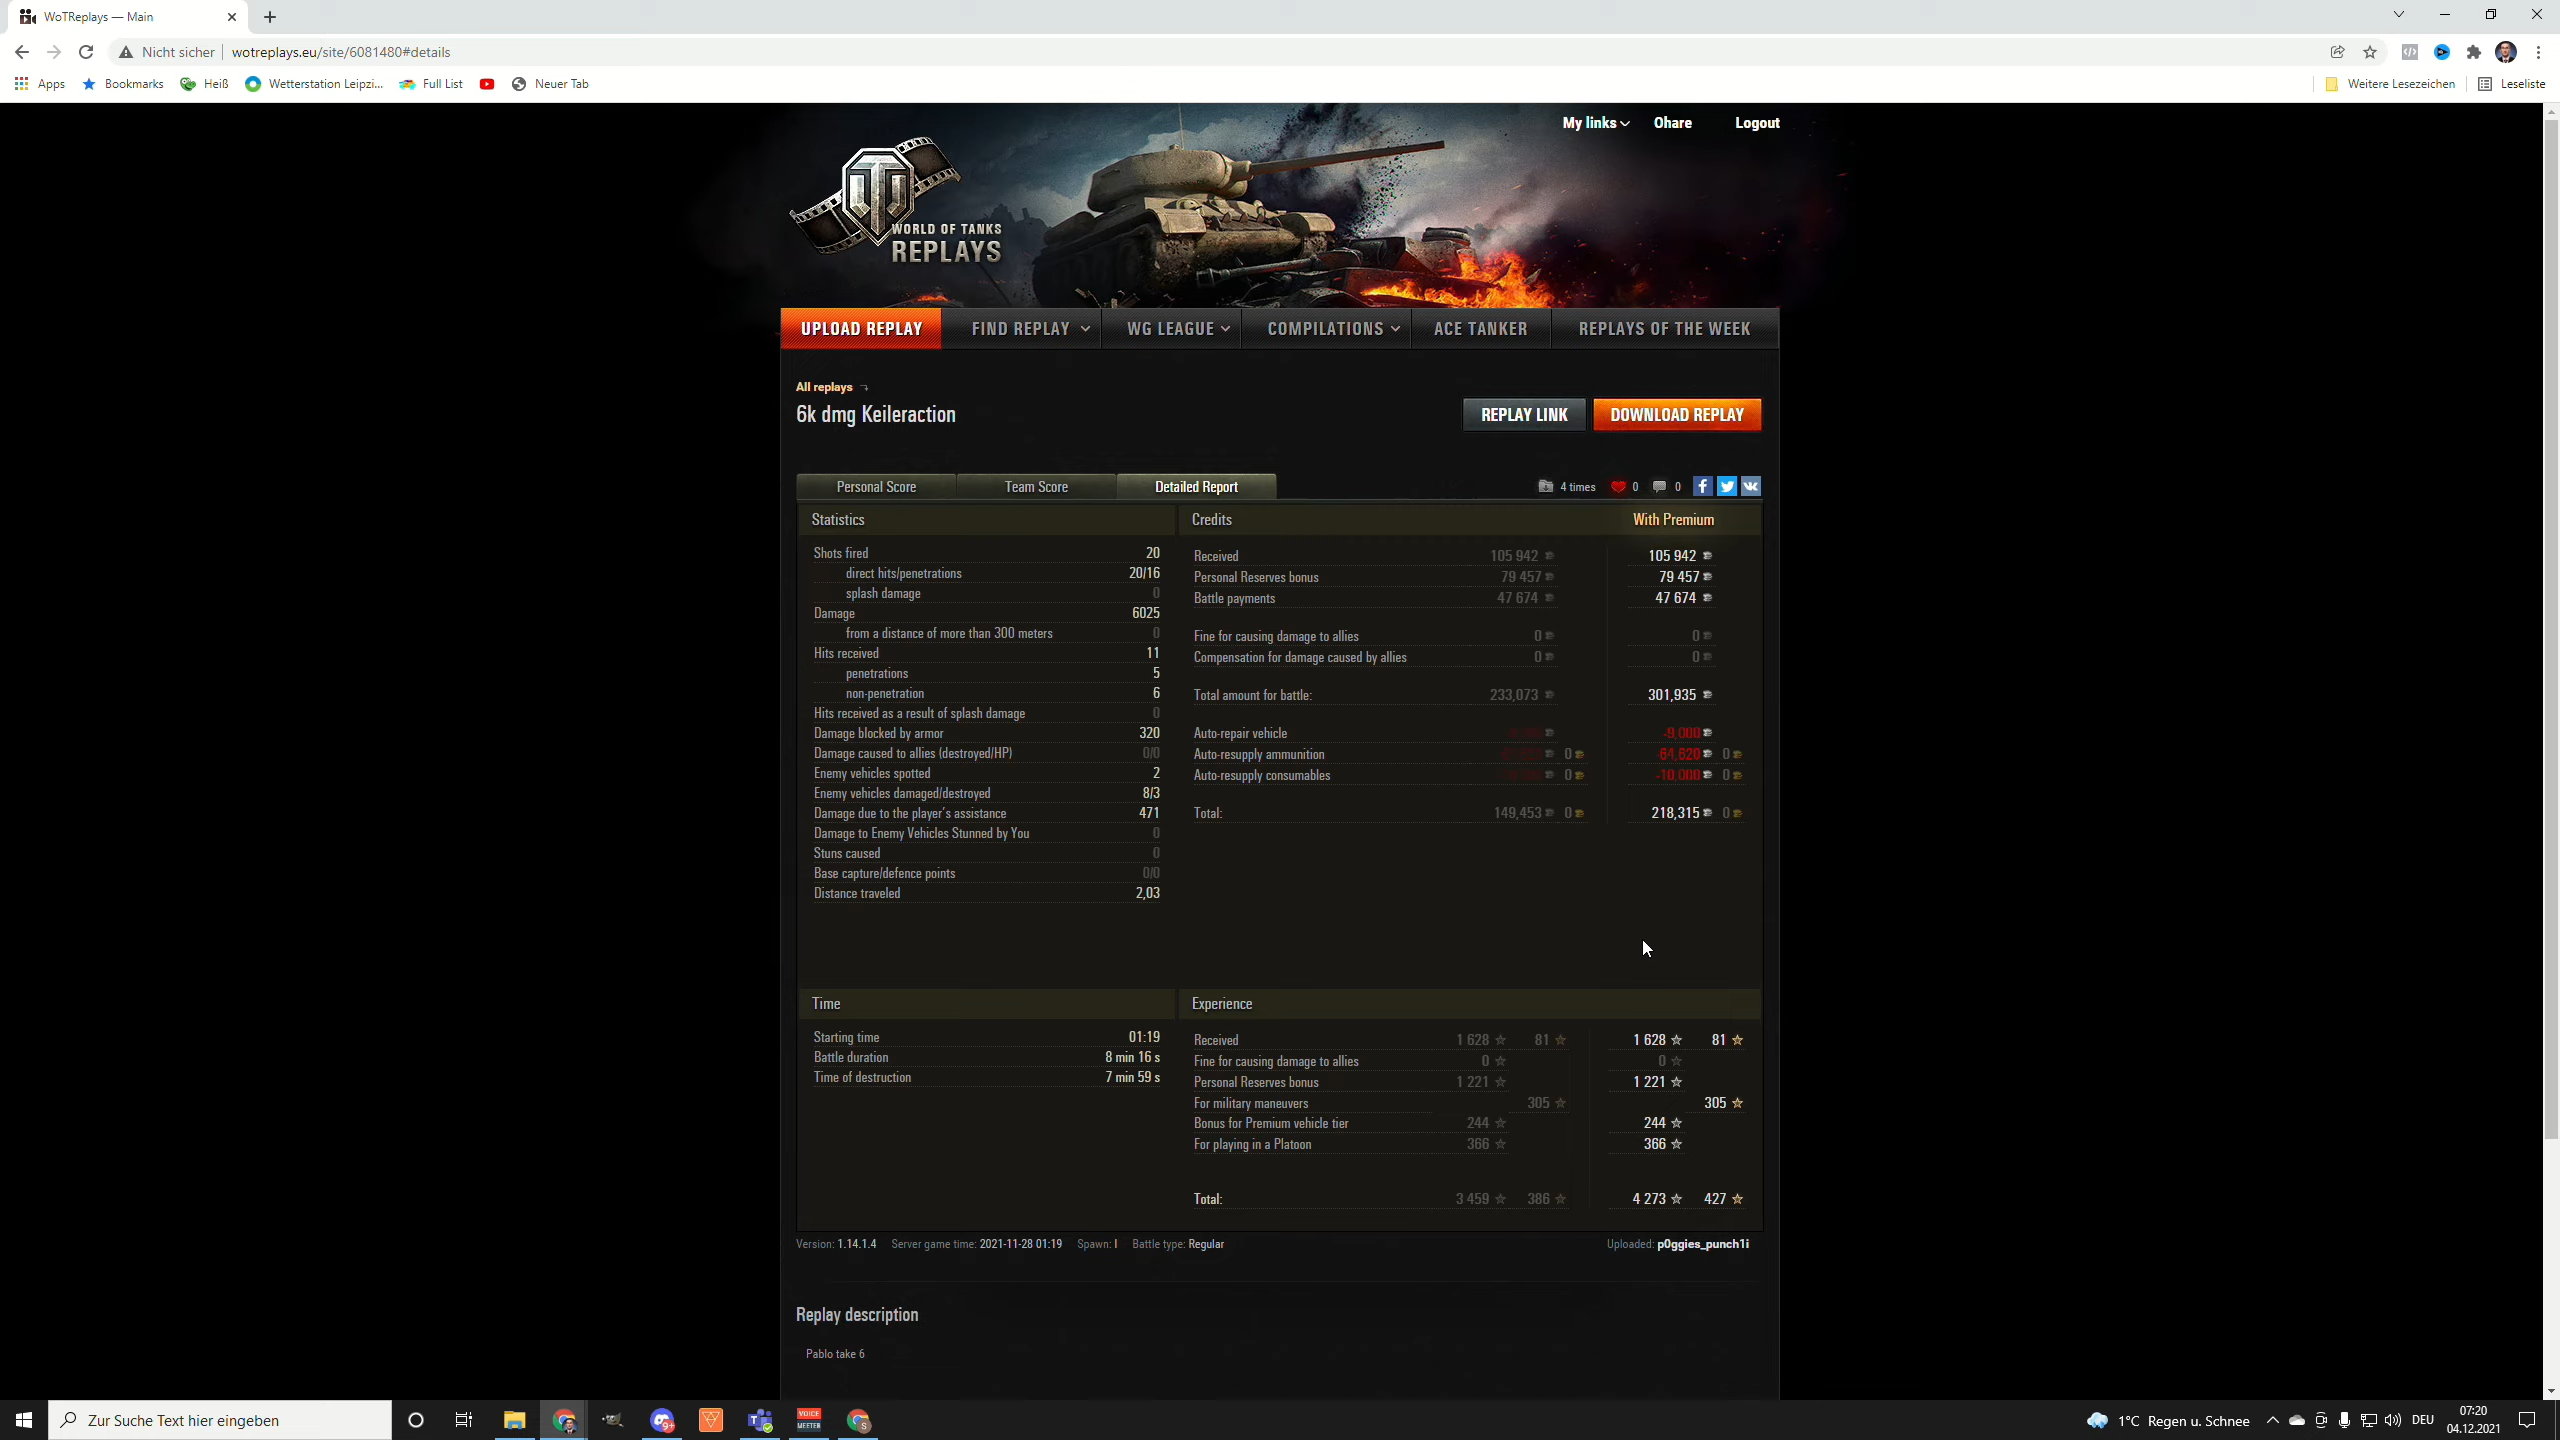 WoTReplays — Main
Nicht sicher wotreplays.eu/site/6081480#details
Apps Bookmarks Heiß Wetterstation Leipzi... Full List Neuer Tab Weitere Lesezeichen Leseliste
My links Ohare Logout
WORLD OF TANKS
REPLAYS
UPLOAD REPLAY FIND REPLAY WG LEAGUE COMPILATIONS ACE TANKER REPLAYS OF THE WEEK
All replays
6k dmg Keileraction
REPLAY LINK DOWNLOAD REPLAY
Personal Score Team Score Detailed Report 4 times 0 0
Statistics
Shots fired 20
direct hits/penetrations 20/16
splash damage 0
Damage 6025
from a distance of more than 300 meters 0
Hits received 11
penetrations 5
non-penetration 6
Hits received as a result of splash damage 0
Damage blocked by armor 320
Damage caused to allies (destroyed/HP) 0/0
Enemy vehicles spotted 2
Enemy vehicles damaged/destroyed 8/3
Damage due to the player's assistance 471
Damage to Enemy Vehicles Stunned by You 0
Stuns caused 0
Base capture/defence points 0/0
Distance traveled 2,03
Credits With Premium
Received 105 942 105 942
Personal Reserves bonus 79 457 79 457
Battle payments 47 674 47 674
Fine for causing damage to allies 0 0
Compensation for damage caused by allies 0 0
Total amount for battle: 233,073 301,935
Auto-repair vehicle -9,000
Auto-resupply ammunition 0 -64,620 0
Auto-resupply consumables 0 -10,000 0
Total: 149,453 0 218,315 0
Time
Starting time 01:19
Battle duration 8 min 16 s
Time of destruction 7 min 59 s
Experience
Received 1 628 81 1 628 81
Fine for causing damage to allies 0 0
Personal Reserves bonus 1 221 1 221
For military maneuvers 305 305
Bonus for Premium vehicle tier 244 244
For playing in a Platoon 366 366
Total: 3 459 386 4 273 427
Version: 1.14.1.4 Server game time: 2021-11-28 01:19 Spawn: I Battle type: Regular Uploaded: p0ggies_punch1i
Replay description
Pablo take 6
Zur Suche Text hier eingeben
9+
VOICE
MEETER
S
1°C Regen u. Schnee DEU
07:20
04.12.2021